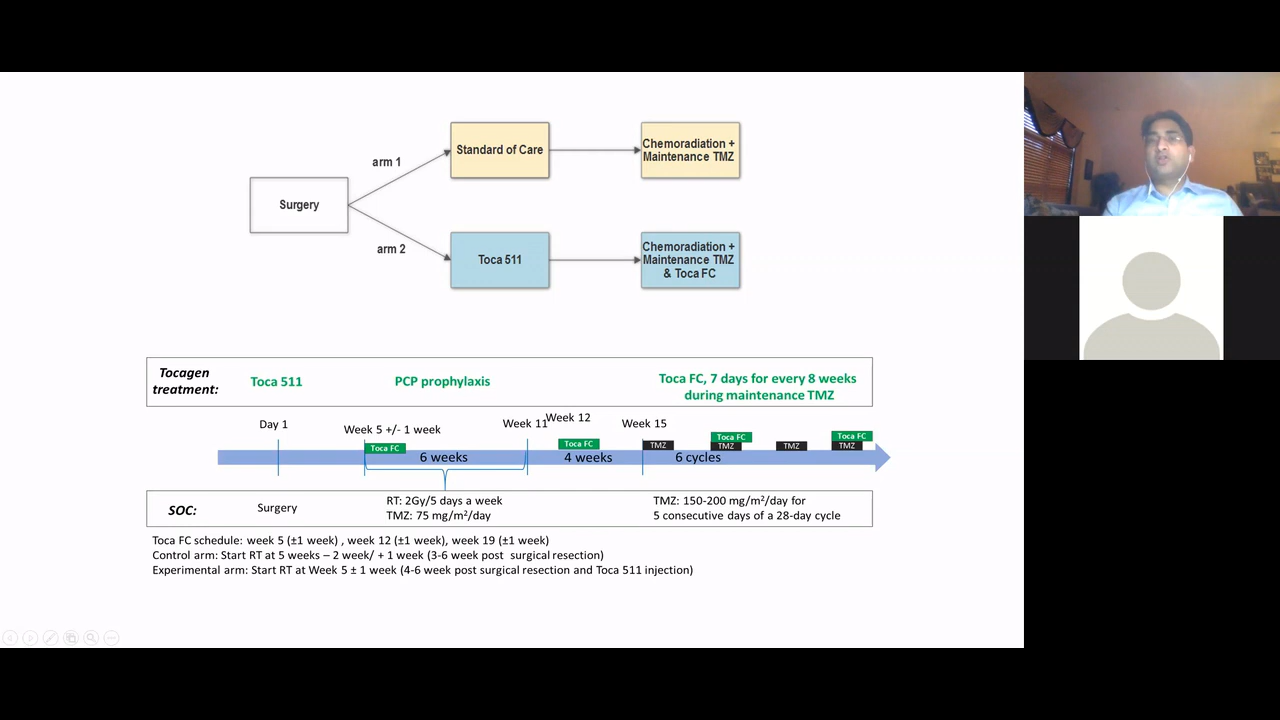 arm 1
Standard of Care
Chemoradiation +
Maintenance TMZ
Surgery
arm 2
Toca 511
Chemoradiation +
Maintenance TMZ
& Toca FC
Tocagen
treatment:
Toca 511
PCP prophylaxis
Toca FC, 7 days for every 8 weeks
during maintenance TMZ
Day 1
Week 5 +/- 1 week
Week 11
Week 12
Week 15
Toca FC
Toca FC
TMZ
Toca FC
TMZ
TMZ
Toca FC
TMZ
6 weeks
4 weeks
6 cycles
SOC:
Surgery
RT: 2Gy/5 days a week
TMZ: 75 mg/m²/day
TMZ: 150-200 mg/m²/day for
5 consecutive days of a 28-day cycle
Toca FC schedule: week 5 (±1 week) , week 12 (±1 week), week 19 (±1 week)
Control arm: Start RT at 5 weeks – 2 week/ + 1 week (3-6 week post surgical resection)
Experimental arm: Start RT at Week 5 ± 1 week (4-6 week post surgical resection and Toca 511 injection)